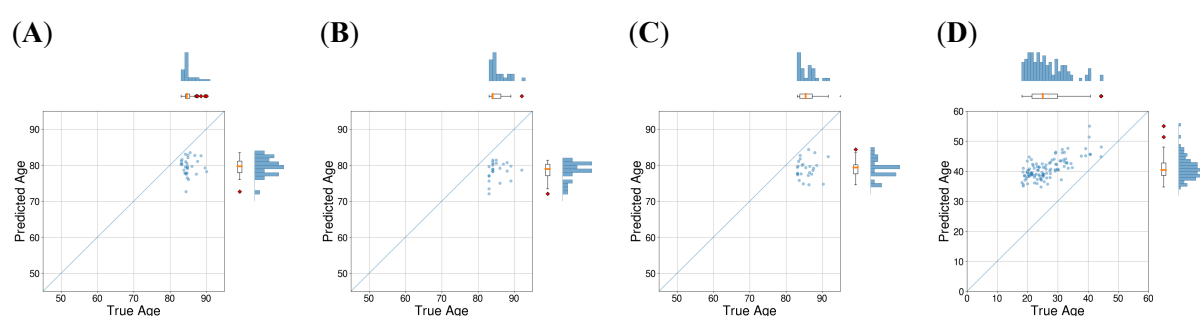 (A) (B) (C) (D)
90 90 90 60
80 80 80 50
70 70 70 40
60 60 60 30
50 50 50 20
10
0
50 60 70 80 90 50 60 70 80 90 50 60 70 80 90 0 10 20 30 40 50 60
Predicted Age Predicted Age Predicted Age Predicted Age
True Age True Age True Age True Age